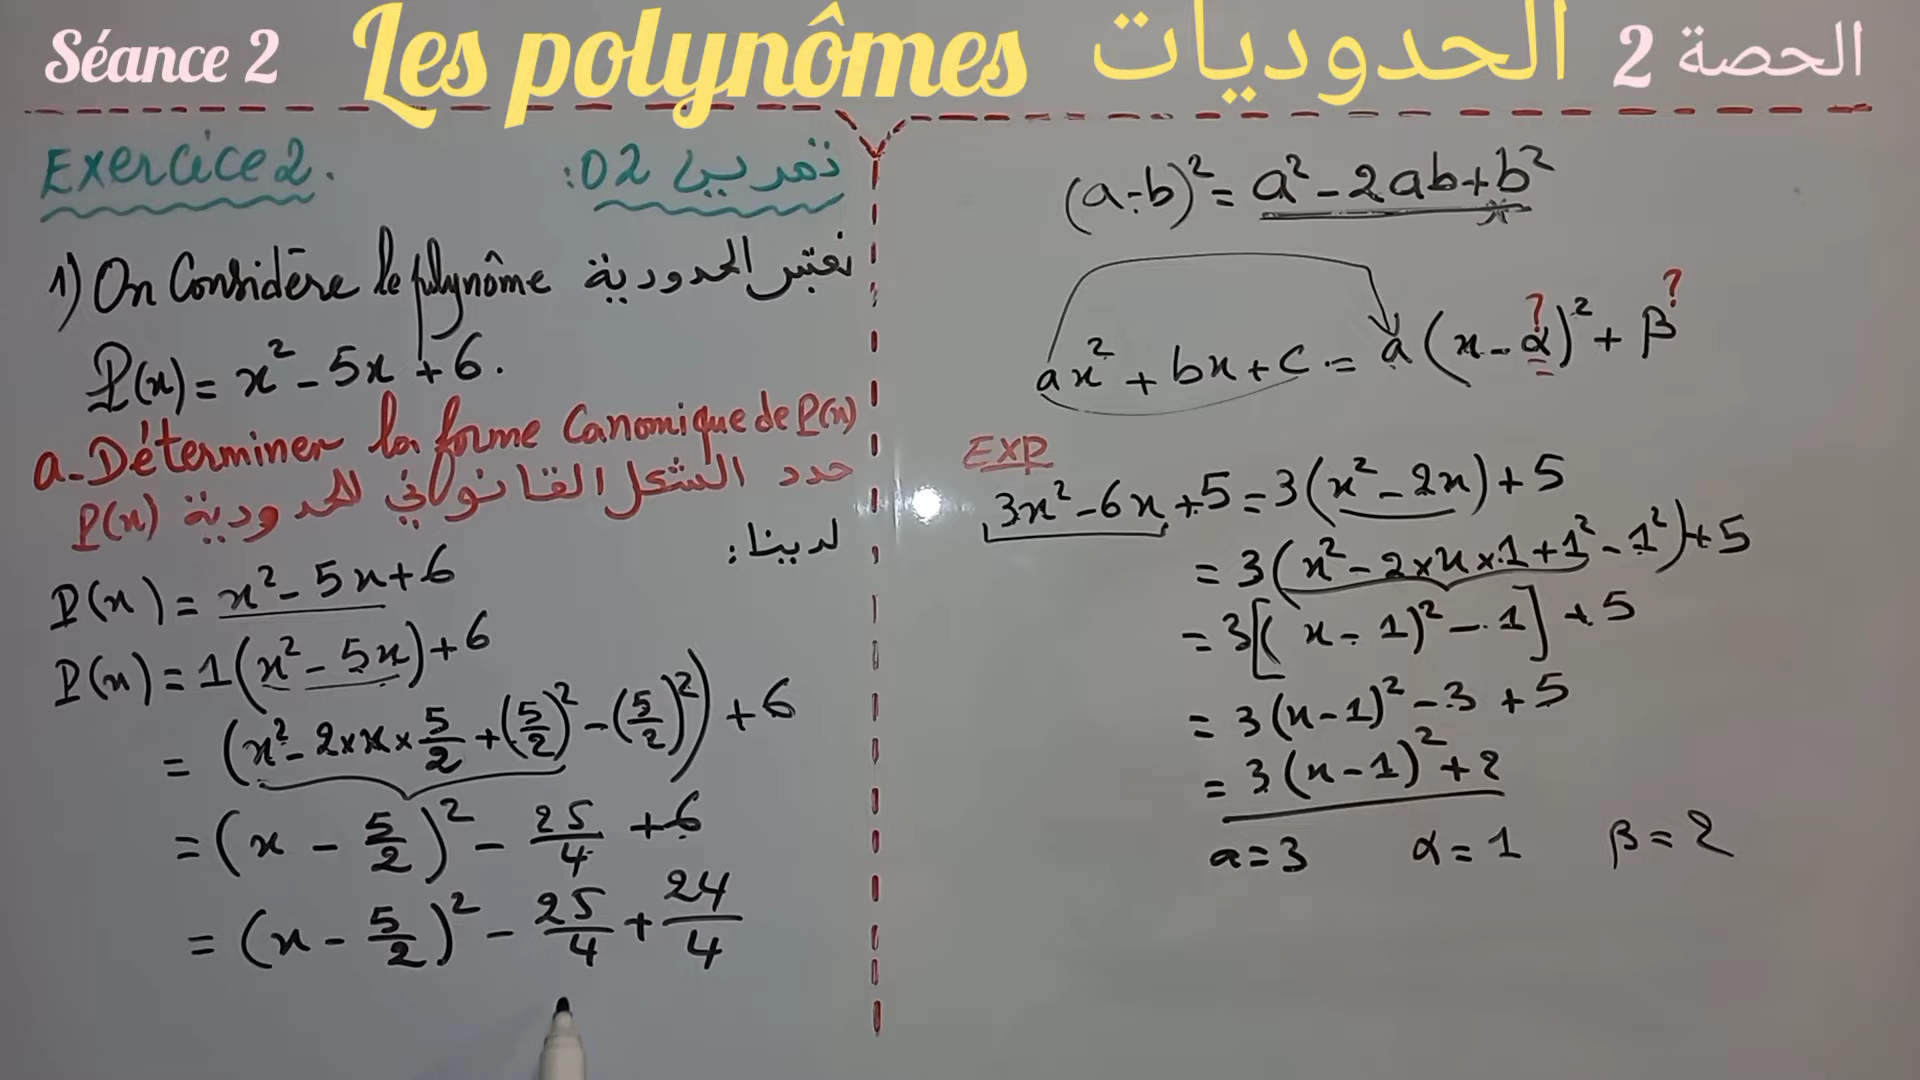 Séance 2 Les polynômes الحدوديات الحصة 2
Exercice 2. تمرين 02:
1) On Considère le polynôme نعتبر الحدودية
P(x) = x² - 5x + 6.
a- Déterminer la forme Canonique de P(x)
حدد الشكل القانوني للحدودية P(x)
لدينا:
P(x) = x² - 5x + 6
P(x) = 1(x² - 5x) + 6
= (x² - 2×x×5/2 + (5/2)² - (5/2)²) + 6
= (x - 5/2)² - 25/4 + 6
= (x - 5/2)² - 25/4 + 24/4
(a-b)² = a² - 2ab + b²
ax² + bx + c = a(x - α)² + β
? ?
EXP
3x² - 6x + 5 = 3(x² - 2x) + 5
= 3(x² - 2×x×1 + 1² - 1²) + 5
= 3[(x - 1)² - 1] + 5
= 3(x-1)² - 3 + 5
= 3(x-1)² + 2
a = 3 α = 1 β = 2